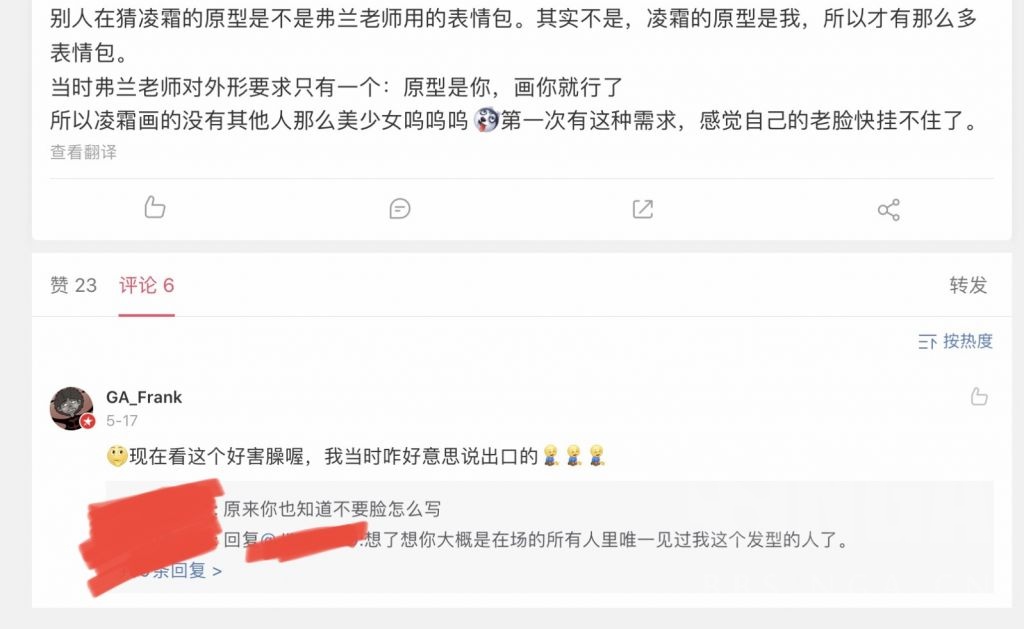 别人在猜凌霜的原型是不是弗兰老师用的表情包。其实不是，凌霜的原型是我，所以才有那么多
表情包。
当时弗兰老师对外形要求只有一个：原型是你，画你就行了
所以凌霜画的没有其他人那么美少女呜呜呜第一次有这种需求，感觉自己的老脸快挂不住了。
查看翻译
赞 23 评论 6 转发
按热度
GA_Frank
5-17
现在看这个好害臊喔，我当时咋好意思说出口的
: 原来你也知道不要脸怎么写
回复@ :想了想你大概是在场的所有人里唯一见过我这个发型的人了。
条回复 >